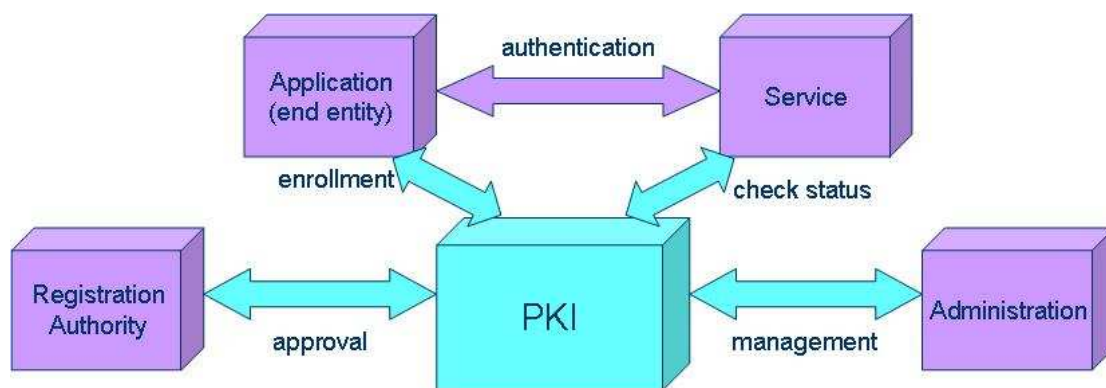 authentication
Application
(end entity)
Service
enrollment
check status
Registration
Authority
PKI
Administration
approval
management